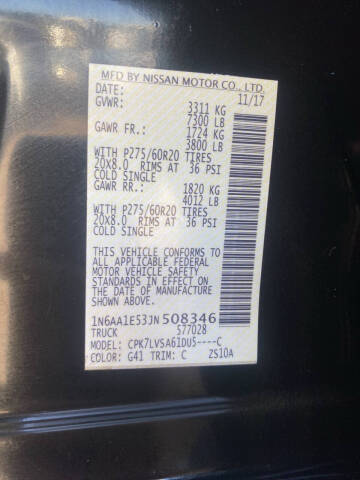 MFD BY NISSAN MOTOR CO., LTD.
DATE: 11/17
GVWR: 3311 KG
7300 LB
GAWR FR.: 1724 KG
3800 LB
WITH P275/60R20 TIRES
20X8.0 RIMS AT 36 PSI
COLD SINGLE
GAWR RR.: 1820 KG
4012 LB
WITH P275/60R20 TIRES
20X8.0 RIMS AT 36 PSI
COLD SINGLE
THIS VEHICLE CONFORMS TO
ALL APPLICABLE FEDERAL
MOTOR VEHICLE SAFETY
STANDARDS IN EFFECT ON
THE DATE OF MANUFACTURE
SHOWN ABOVE.
1N6AA1E53JN508346
TRUCK 577028
MODEL: CPK7LVSA61DU5----C
COLOR: G41 TRIM: C ZS10A